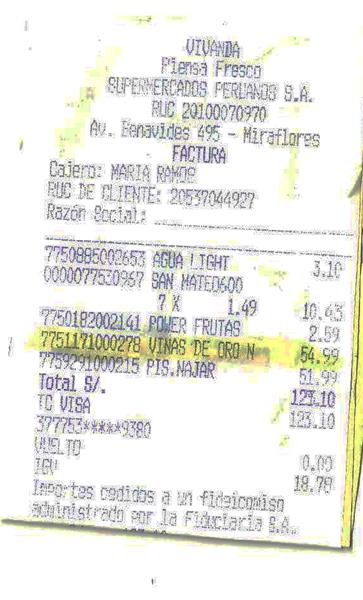 VIVANDA
Piensa Fresco
SUPERMERCADOS PERUANOS S.A.
RUC 20100070970
Av. Benavides 495 - Miraflores
FACTURA
Cajero: MARIA RAMOS
RUC DE CLIENTE: 20537044927
Razón Social:
7750885002653 AGUA LIGHT 3.10
0000077530967 SAN MATEO600
7 X 1.49 10.43
7750182002141 POWER FRUTAS 2.59
7751171000278 VINAS DE ORO N 54.99
7759291000215 PIS.NAJAR 51.99
Total S/. 123.10
TC VISA 123.10
377753*****9380
VUELTO 0.00
IGV 18.78
Importes cedidos a un fideicomiso
administrado por la Fiduciaria S.A.